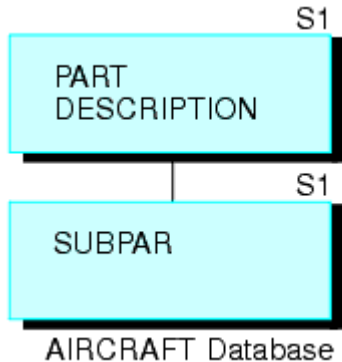 S1
PART
DESCRIPTION
S1
SUBPAR
AIRCRAFT Database